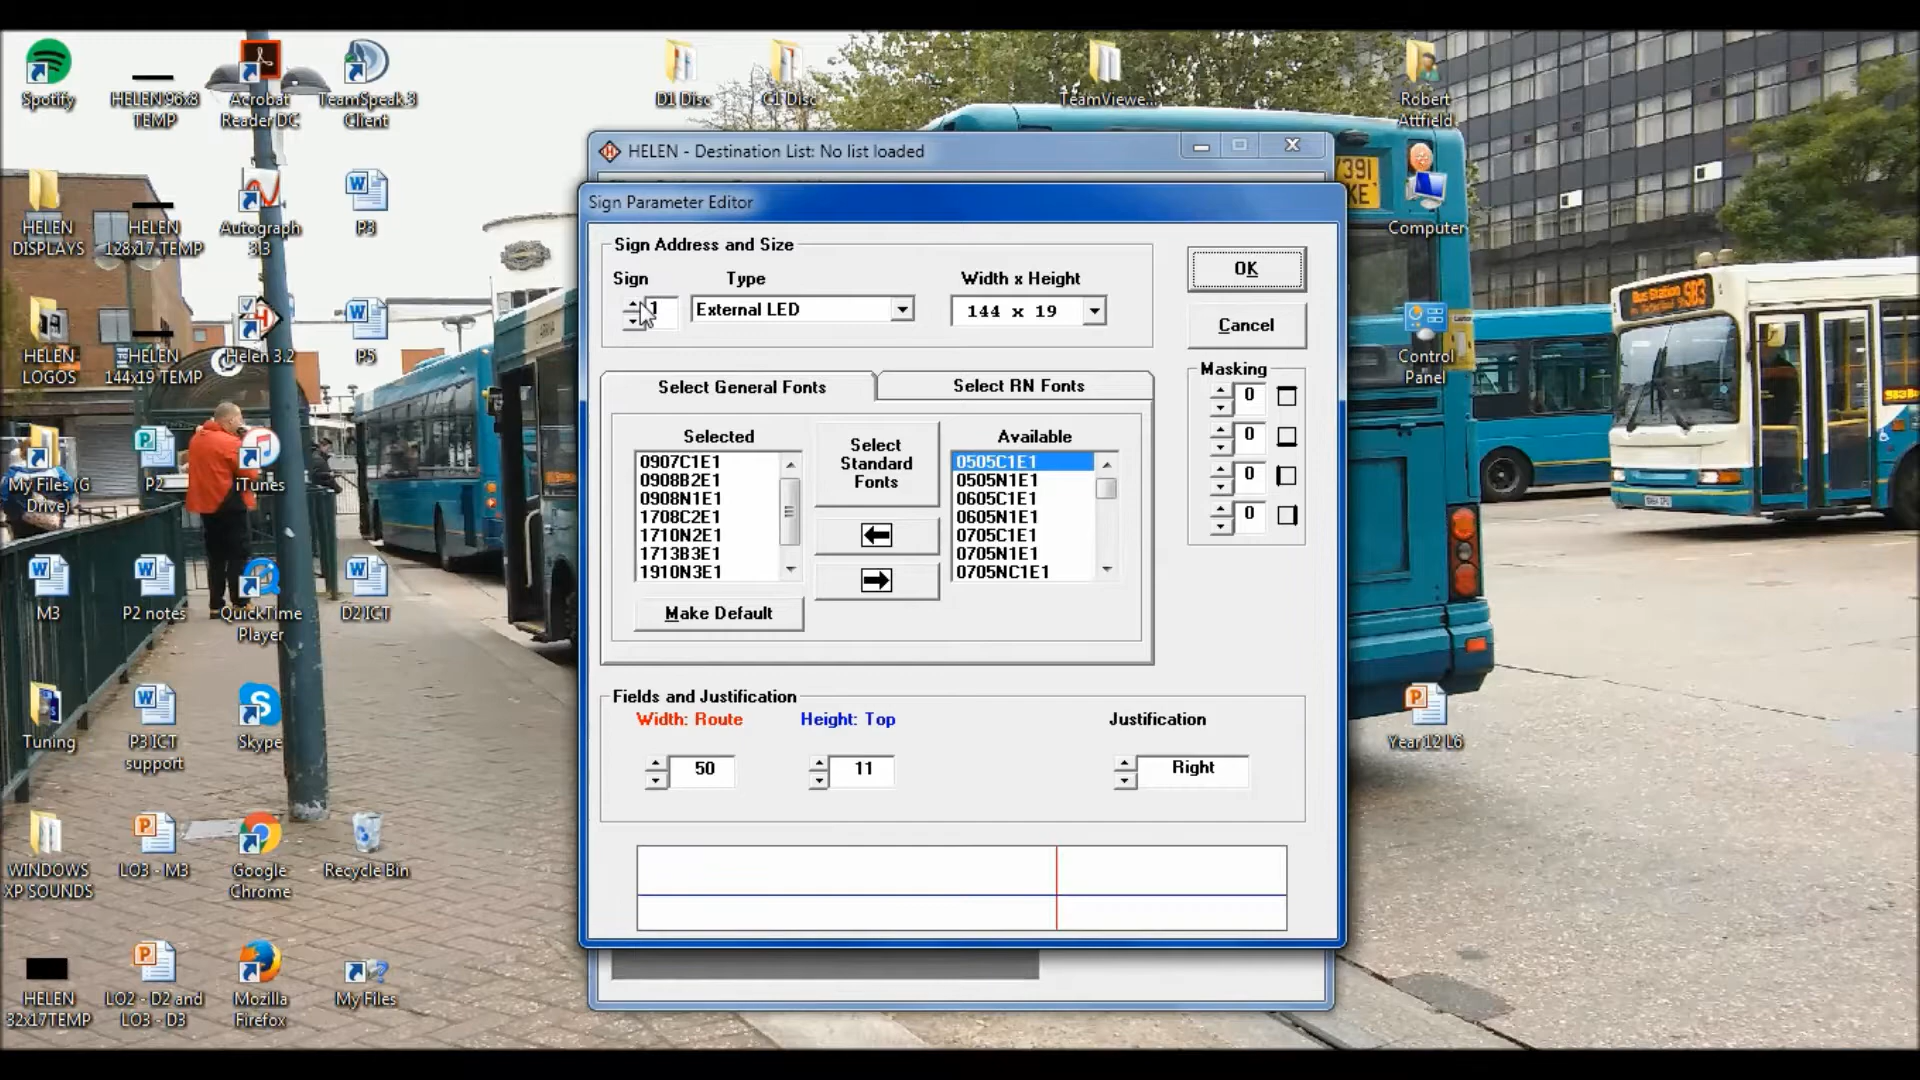 Spotify
HELEN 96x8
TEMP
Acrobat
Reader DC
TeamSpeak 3
Client
D1 Disc
C1 Disc
TeamViewe...
Robert
Attfield
HELEN
DISPLAYS
HELEN
128x17 TEMP
Autograph
3.3
P3
Computer
HELEN
LOGOS
HELEN
144x19 TEMP
Helen 3.2
P5
Control
Panel
My Files (G
Drive)
P2
iTunes
M3
P2 notes
QuickTime
Player
D2 ICT
Tuning
P3 ICT
support
Skype
Year 12 L6
WINDOWS
XP SOUNDS
LO3 - M3
Google
Chrome
Recycle Bin
HELEN
32x17TEMP
LO2 - D2 and
LO3 - D3
Mozilla
Firefox
My Files
HELEN - Destination List: No list loaded
Sign Parameter Editor
Sign Address and Size
Sign
Type
Width x Height
1
External LED
144 x 19
OK
Cancel
Masking
0
0
0
0
Select General Fonts
Select RN Fonts
Selected
0907C1E1
0908B2E1
0908N1E1
1708C2E1
1710N2E1
1713B3E1
1910N3E1
Make Default
Select
Standard
Fonts
Available
0505C1E1
0505N1E1
0605C1E1
0605N1E1
0705C1E1
0705N1E1
0705NC1E1
Fields and Justification
Width: Route
Height: Top
Justification
50
11
Right
Bus Station 983